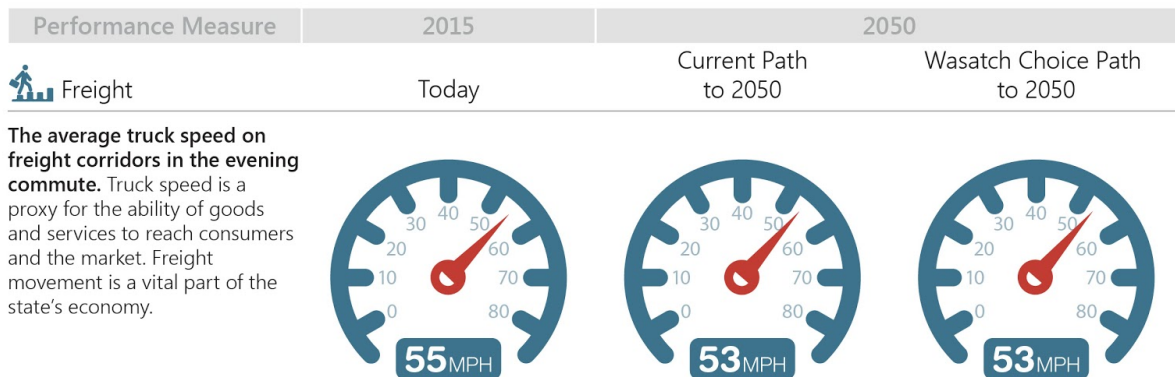 Performance Measure 2015 2050
Freight Today Current Path to 2050 Wasatch Choice Path to 2050
The average truck speed on
freight corridors in the evening
commute. Truck speed is a
proxy for the ability of goods
and services to reach consumers
and the market. Freight
movement is a vital part of the
state's economy.
0 10 20 30 40 50 60 70 80
55MPH
0 10 20 30 40 50 60 70 80
53MPH
0 10 20 30 40 50 60 70 80
53MPH